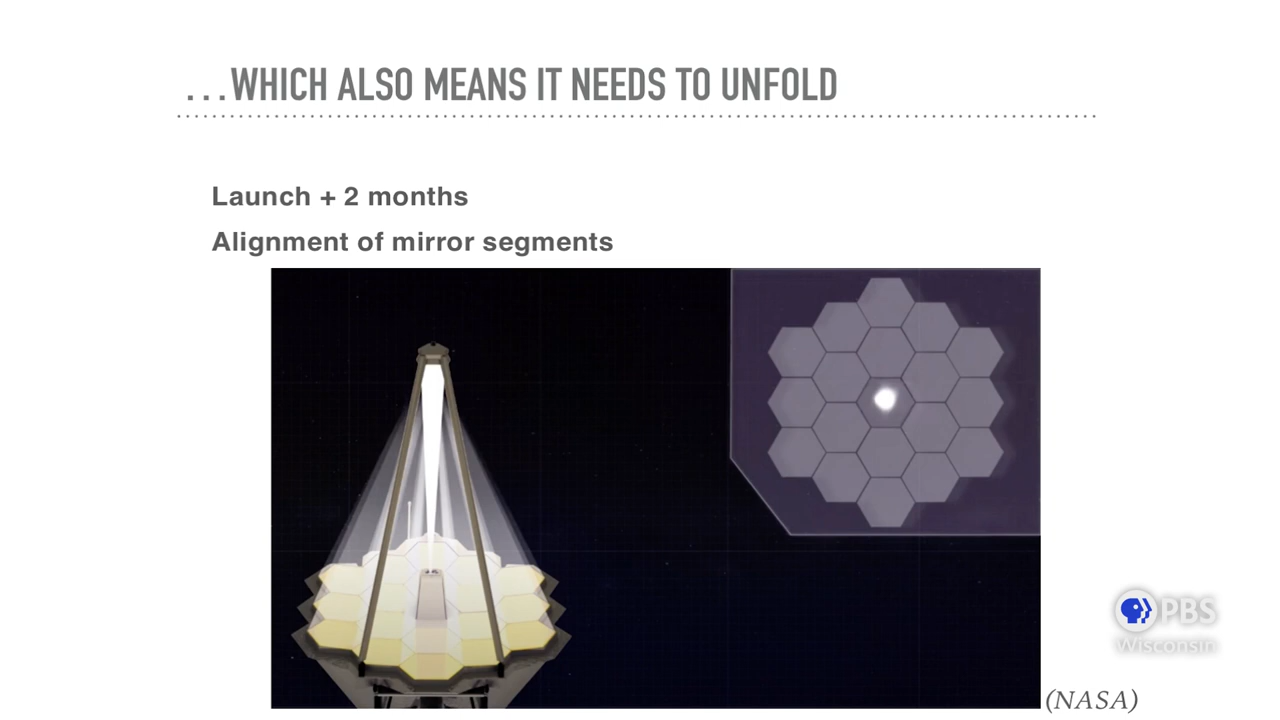 ...WHICH ALSO MEANS IT NEEDS TO UNFOLD
Launch + 2 months
Alignment of mirror segments
PBS
Wisconsin
(NASA)